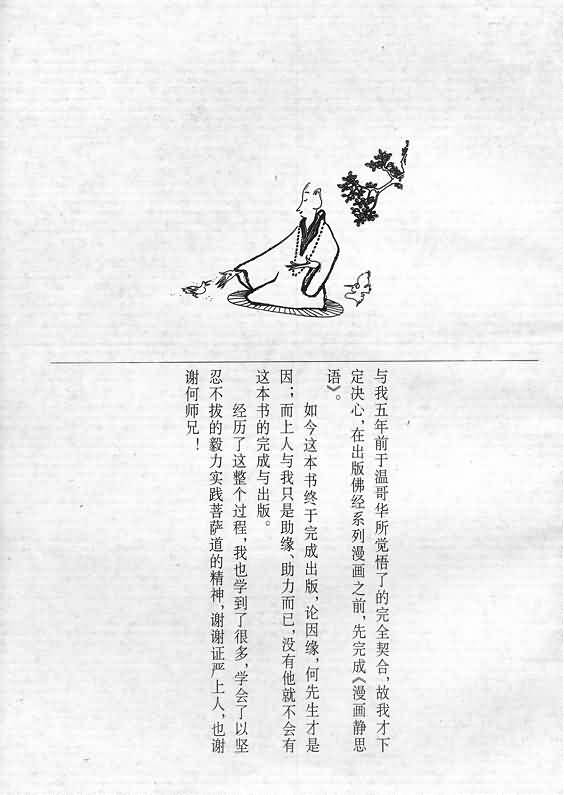 与我五年前于温哥华所觉悟了的完全契合，故我才下
定决心，在出版佛经系列漫画之前，先完成《漫画静思
语》。
如今这本书终于完成出版，论因缘，何先生才是
因；而上人与我只是助缘、助力而已，没有他就不会有
这本书的完成与出版。
经历了这整个过程，我也学到了很多，学会了以坚
忍不拔的毅力实践菩萨道的精神，谢谢证严上人，也谢
谢何师兄！